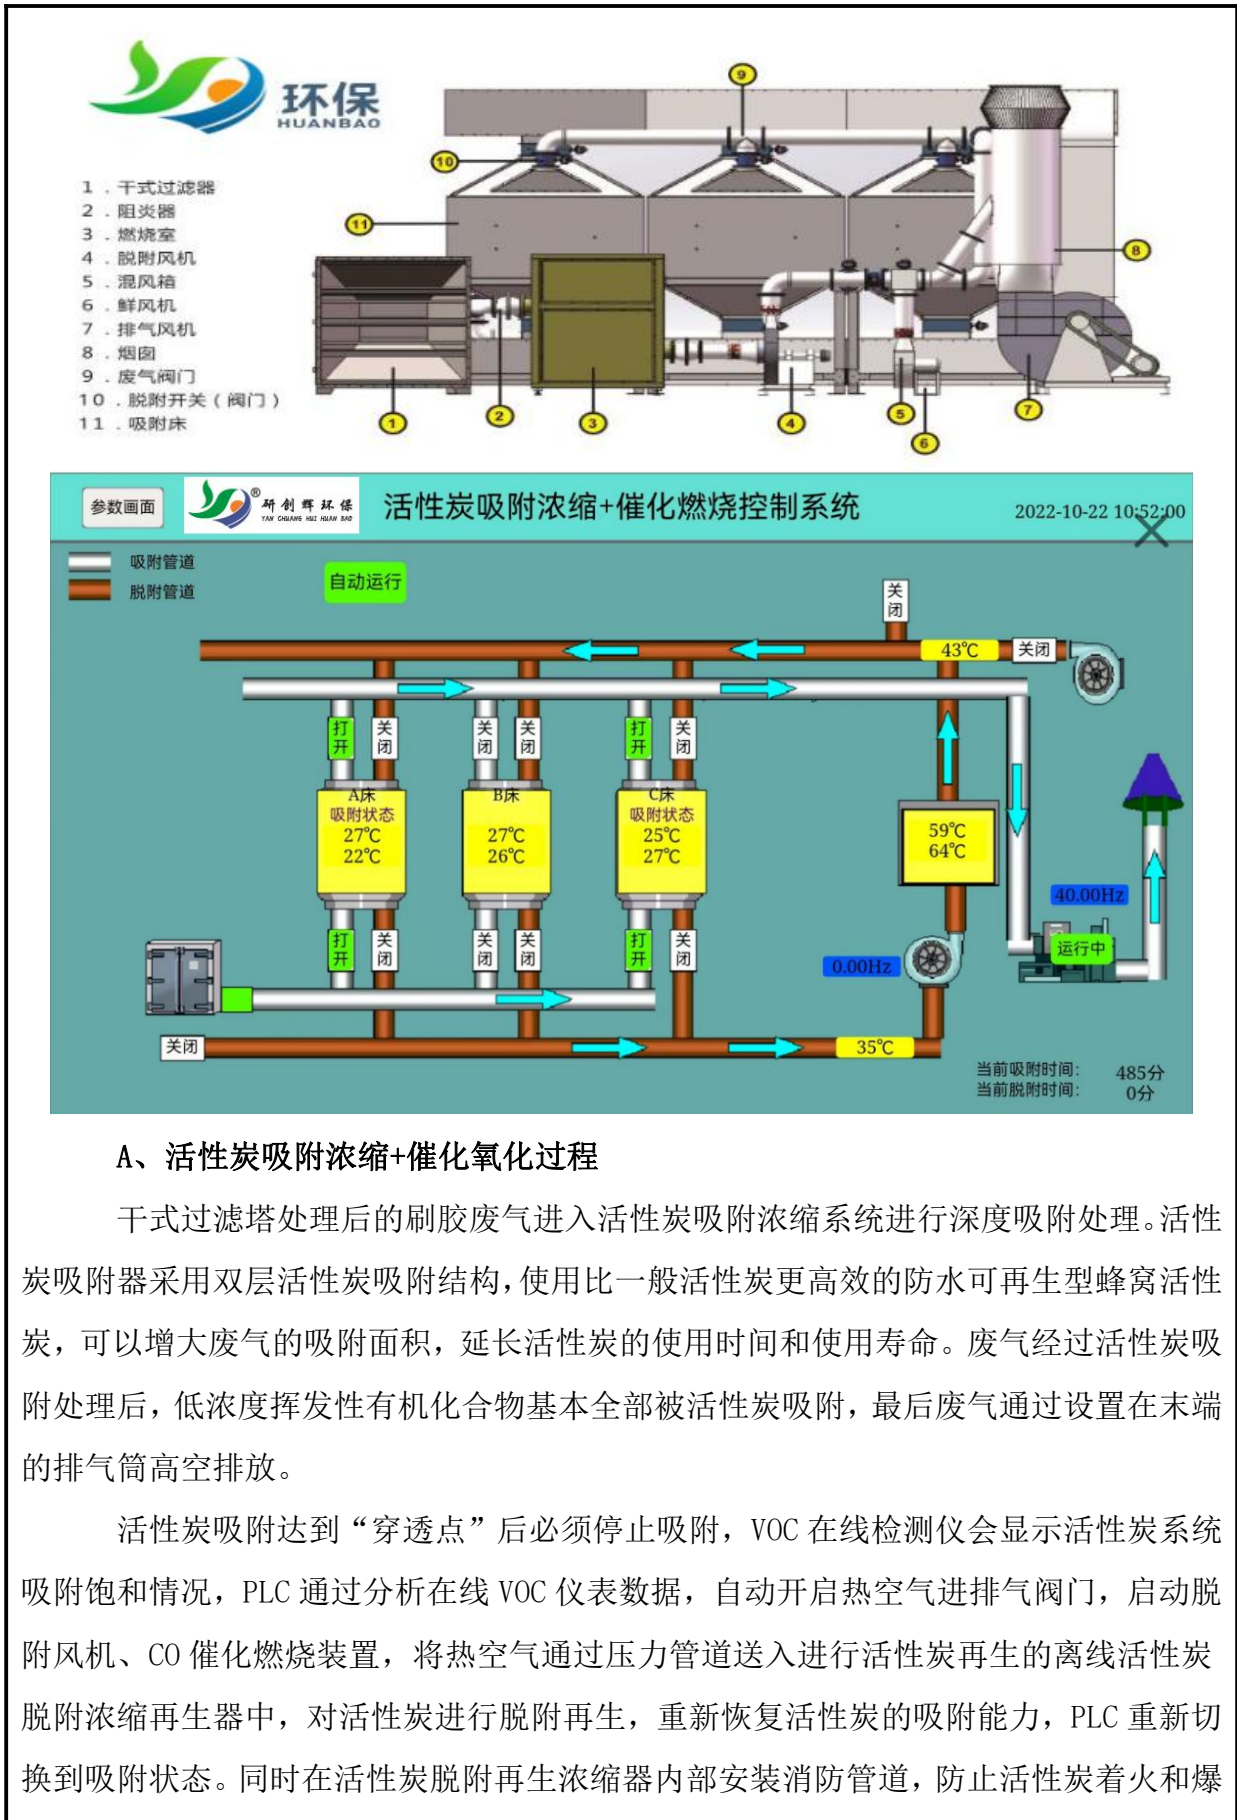 环保
HUANBAO
9
10
11
8
1
2
3
4
5
6
7
1．干式过滤器
2．阻炎器
3．燃烧室
4．脱附风机
5．混风箱
6．鲜风机
7．排气风机
8．烟囱
9．废气阀门
10．脱附开关（阀门）
11．吸附床
参数画面
研创辉环保
YAN CHUANG HUI HUAN BAO
活性炭吸附浓缩+催化燃烧控制系统
2022-10-22 10:52:00
吸附管道
脱附管道
自动运行
关闭
43℃
关闭
打开
关闭
关闭
关闭
打开
关闭
A床
吸附状态
27℃
22℃
B床
27℃
26℃
C床
吸附状态
25℃
27℃
59℃
64℃
40.00Hz
运行中
0.00Hz
打开
关闭
关闭
关闭
打开
关闭
关闭
35℃
当前吸附时间： 485分
当前脱附时间： 0分
A、活性炭吸附浓缩+催化氧化过程
干式过滤塔处理后的刷胶废气进入活性炭吸附浓缩系统进行深度吸附处理。活性
炭吸附器采用双层活性炭吸附结构，使用比一般活性炭更高效的防水可再生型蜂窝活性
炭，可以增大废气的吸附面积，延长活性炭的使用时间和使用寿命。废气经过活性炭吸
附处理后，低浓度挥发性有机化合物基本全部被活性炭吸附，最后废气通过设置在末端
的排气筒高空排放。
活性炭吸附达到“穿透点”后必须停止吸附，VOC 在线检测仪会显示活性炭系统
吸附饱和情况，PLC 通过分析在线 VOC 仪表数据，自动开启热空气进排气阀门，启动脱
附风机、CO 催化燃烧装置，将热空气通过压力管道送入进行活性炭再生的离线活性炭
脱附浓缩再生器中，对活性炭进行脱附再生，重新恢复活性炭的吸附能力，PLC 重新切
换到吸附状态。同时在活性炭脱附再生浓缩器内部安装消防管道，防止活性炭着火和爆